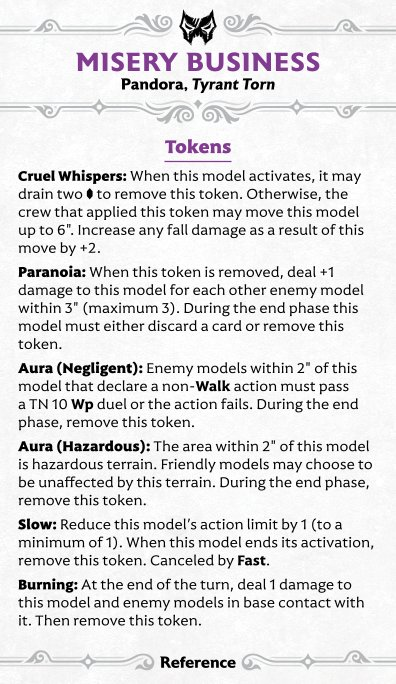 MISERY BUSINESS
Pandora, Tyrant Torn
Tokens
Cruel Whispers: When this model activates, it may
drain two to remove this token. Otherwise, the
crew that applied this token may move this model
up to 6". Increase any fall damage as a result of this
move by +2.
Paranoia: When this token is removed, deal +1
damage to this model for each other enemy model
within 3" (maximum 3). During the end phase this
model must either discard a card or remove this
token.
Aura (Negligent): Enemy models within 2" of this
model that declare a non-Walk action must pass
a TN 10 Wp duel or the action fails. During the end
phase, remove this token.
Aura (Hazardous): The area within 2" of this model
is hazardous terrain. Friendly models may choose to
be unaffected by this terrain. During the end phase,
remove this token.
Slow: Reduce this model's action limit by 1 (to a
minimum of 1). When this model ends its activation,
remove this token. Canceled by Fast.
Burning: At the end of the turn, deal 1 damage to
this model and enemy models in base contact with
it. Then remove this token.
Reference